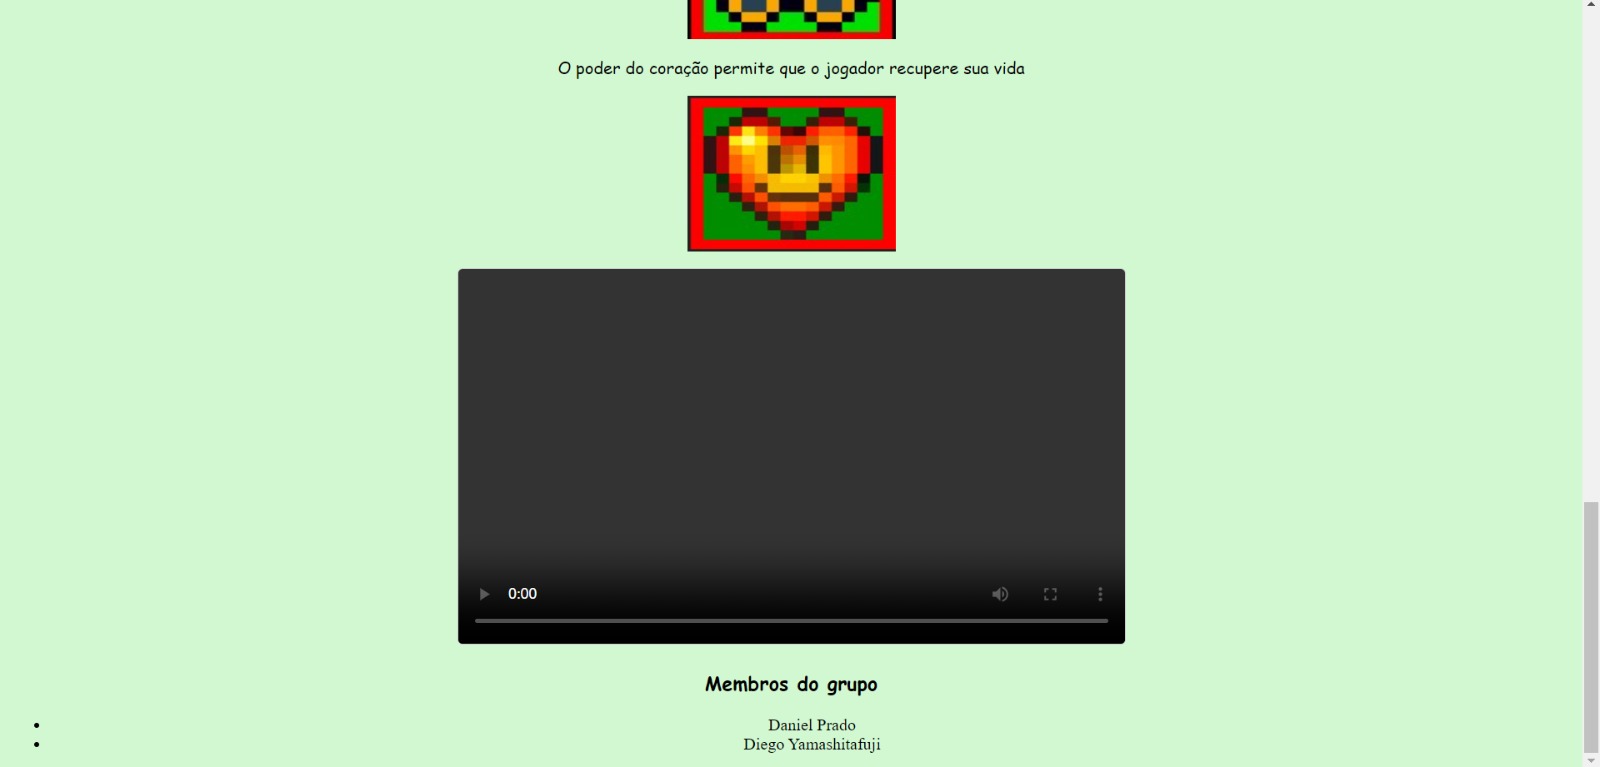 O poder do coração permite que o jogador recupere sua vida
0:00
Membros do grupo
Daniel Prado
Diego Yamashitafuji